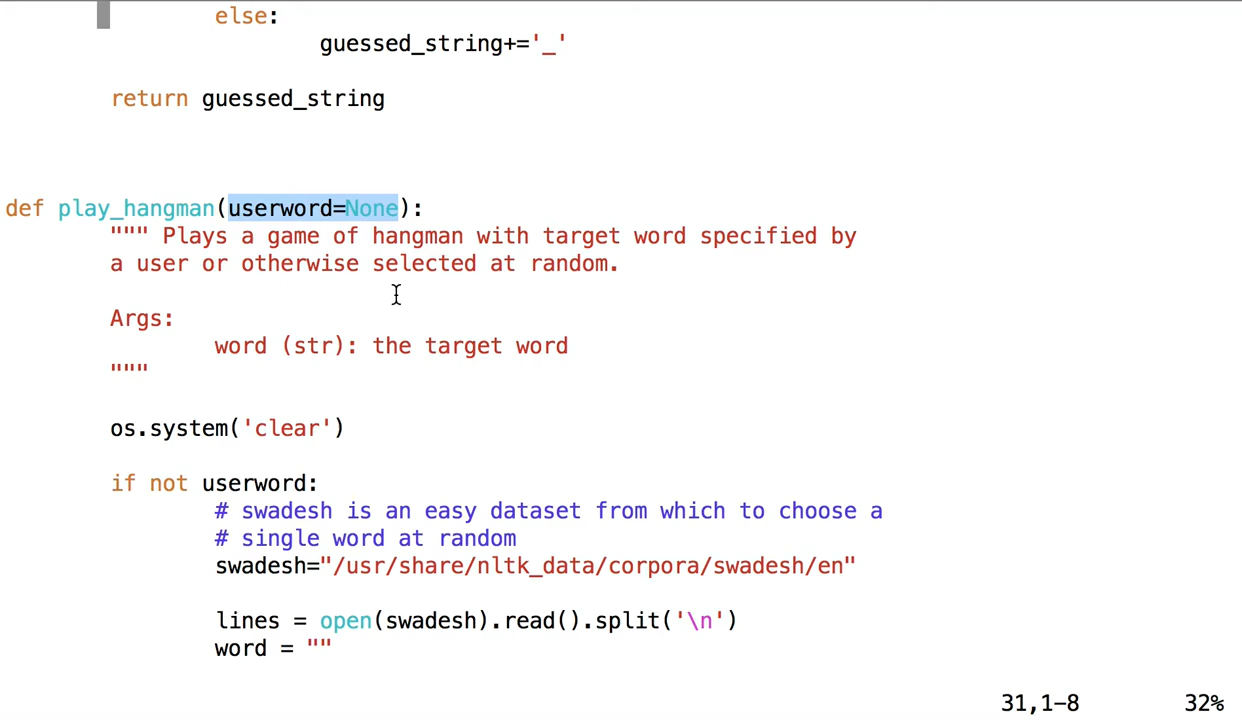 else:
guessed_string+='_'
return guessed_string
def play_hangman(userword=None):
""" Plays a game of hangman with target word specified by
a user or otherwise selected at random.
Args:
word (str): the target word
"""
os.system('clear')
if not userword:
# swadesh is an easy dataset from which to choose a
# single word at random
swadesh="/usr/share/nltk_data/corpora/swadesh/en"
lines = open(swadesh).read().split('\n')
word = ""
31,1-8 32%